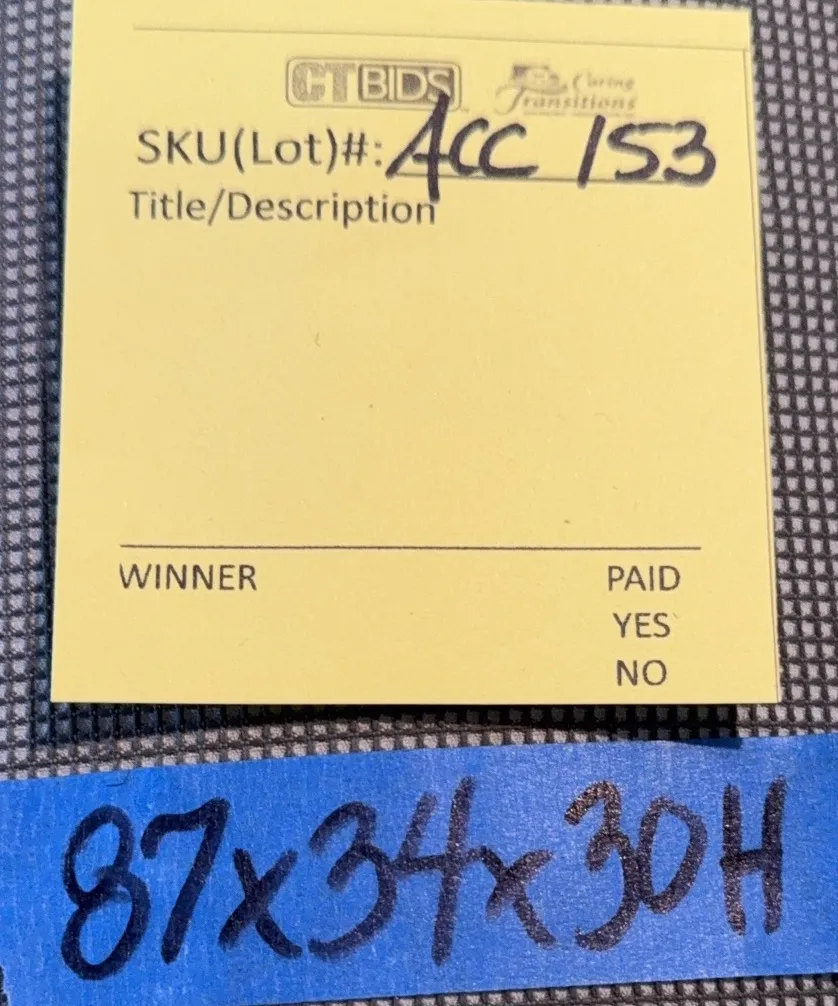 CTBIDS Caring Transitions
SKU(Lot)#: ACC 153
Title/Description
WINNER PAID
YES
NO
87x34x30H